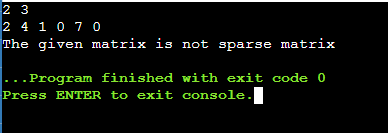 2 3
2 4 1 0 7 0
The given matrix is not sparse matrix
...Program finished with exit code 0
Press ENTER to exit console.